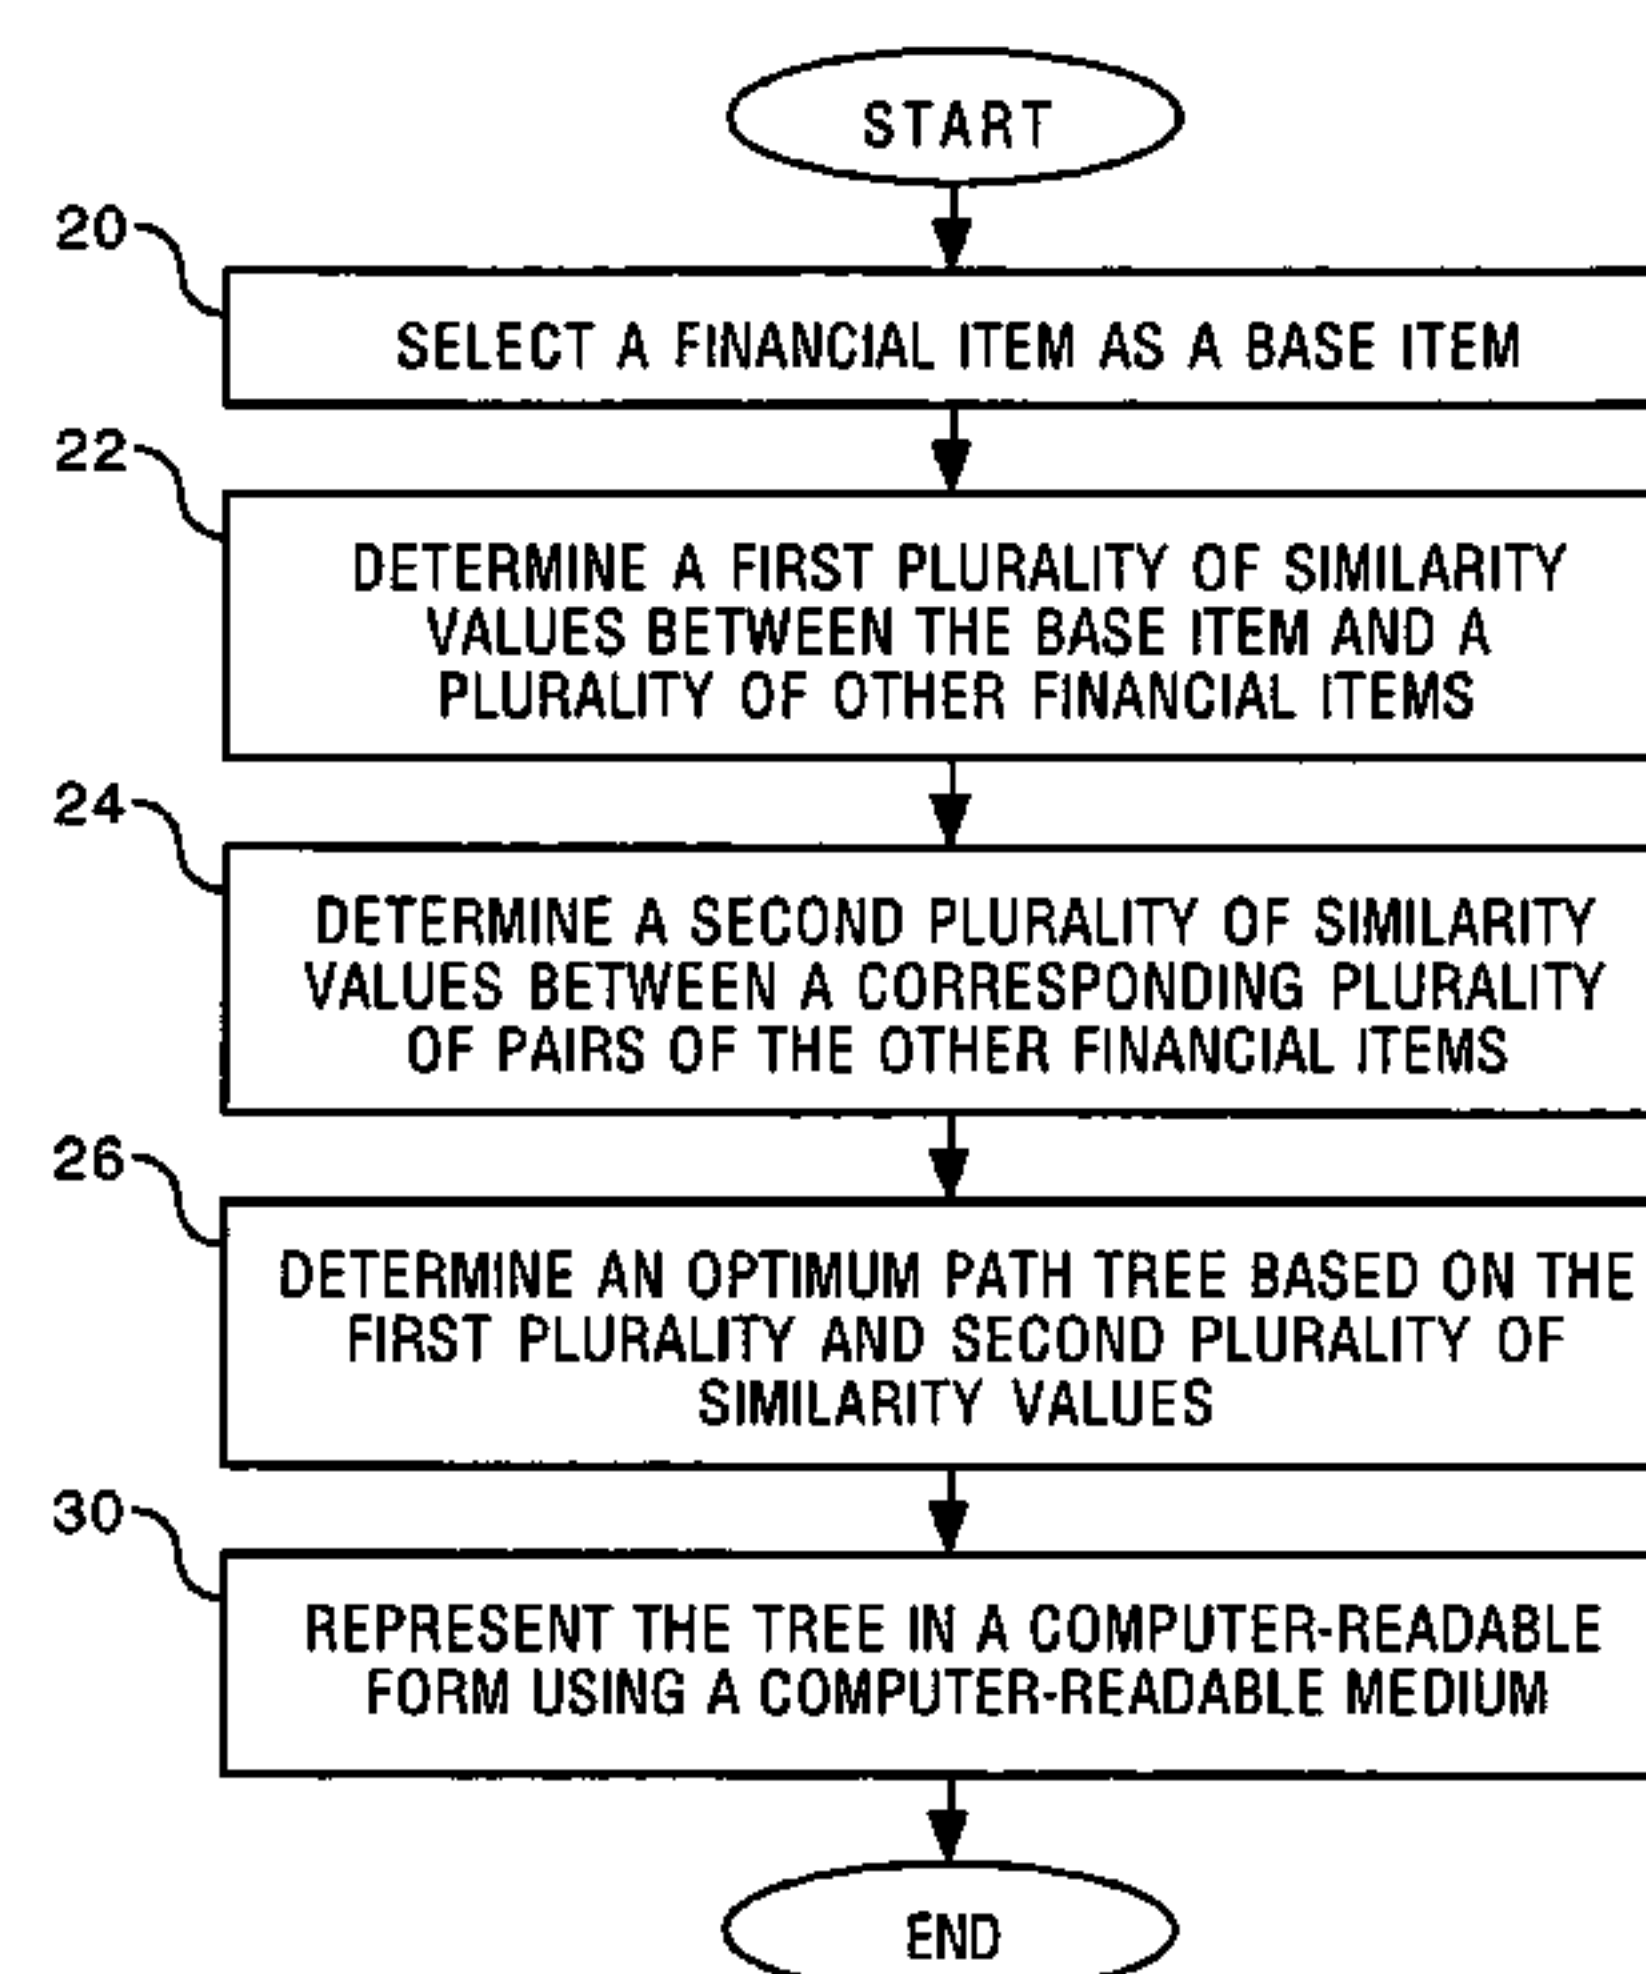 START
20
SELECT A FINANCIAL ITEM AS A BASE ITEM
22
DETERMINE A FIRST PLURALITY OF SIMILARITY
VALUES BETWEEN THE BASE ITEM AND A
PLURALITY OF OTHER FINANCIAL ITEMS
24
DETERMINE A SECOND PLURALITY OF SIMILARITY
VALUES BETWEEN A CORRESPONDING PLURALITY
OF PAIRS OF THE OTHER FINANCIAL ITEMS
26
DETERMINE AN OPTIMUM PATH TREE BASED ON THE
FIRST PLURALITY AND SECOND PLURALITY OF
SIMILARITY VALUES
30
REPRESENT THE TREE IN A COMPUTER-READABLE
FORM USING A COMPUTER-READABLE MEDIUM
END